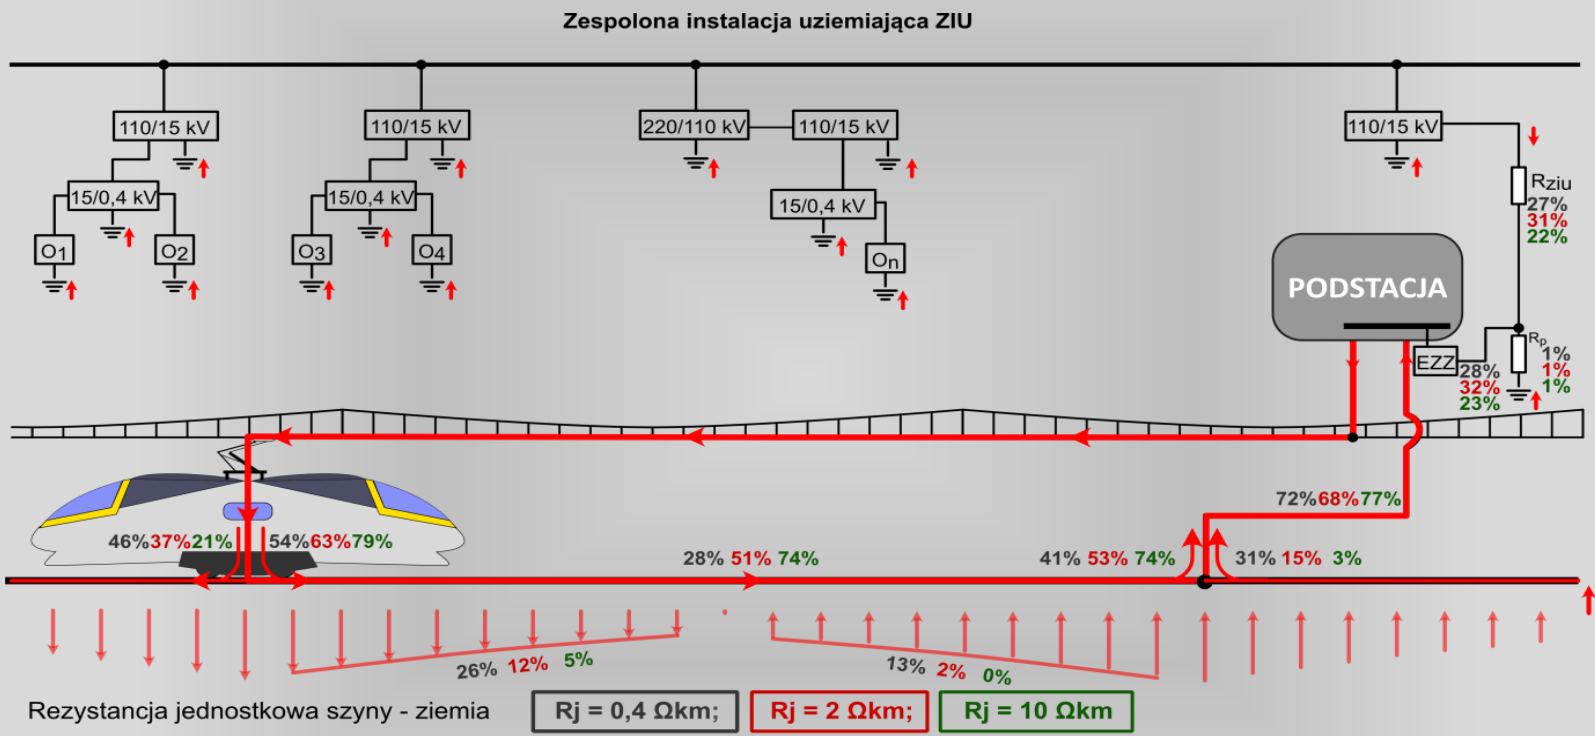 Zespolona instalacja uziemiająca ZIU
110/15 kV
110/15 kV
220/110 kV
110/15 kV
110/15 kV
15/0,4 kV
15/0,4 kV
15/0,4 kV
Rziu
27%
31%
22%
O1
O2
O3
O4
On
PODSTACJA
EZZ
Rp
1%
1%
1%
28%
32%
23%
72%68%77%
46%37%21%
54%63%79%
28% 51% 74%
41% 53% 74%
31% 15% 3%
26% 12% 5%
13% 2% 0%
Rezystancja jednostkowa szyny - ziemia
Rj = 0,4 Ωkm;
Rj = 2 Ωkm;
Rj = 10 Ωkm